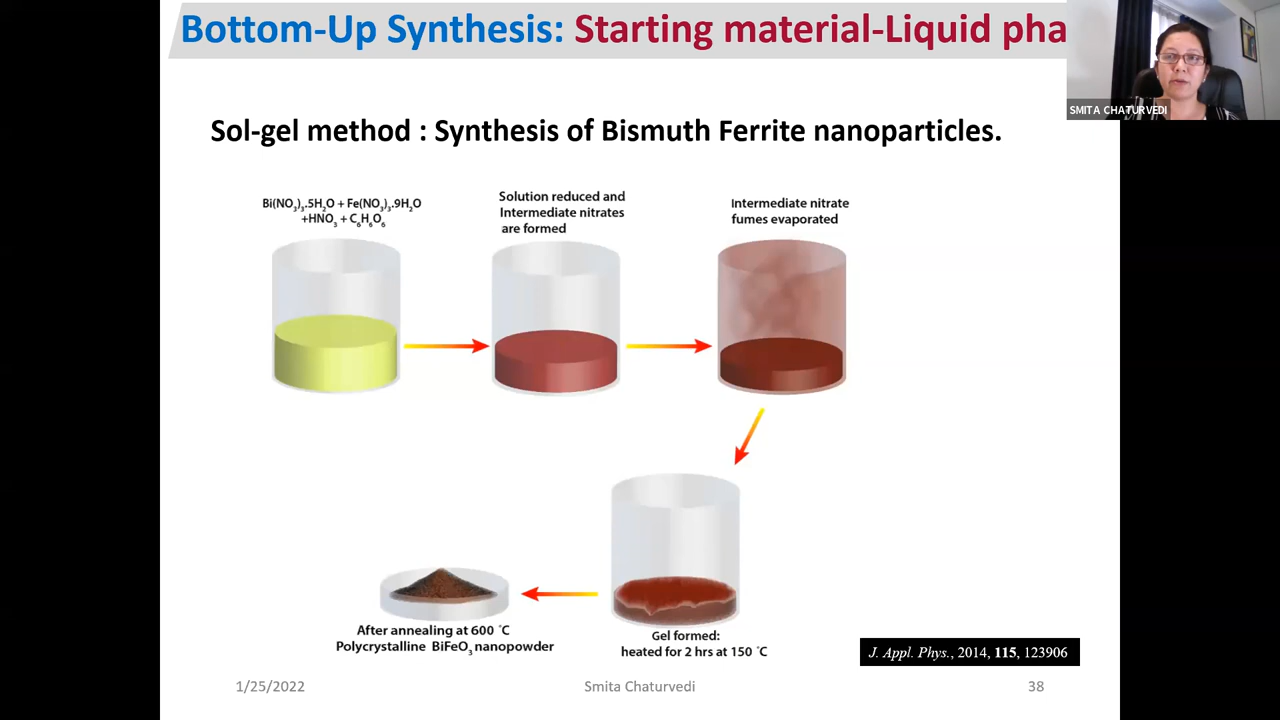 Bottom-Up Synthesis: Starting material-Liquid pha
SMITA CHATURVEDI
Sol-gel method : Synthesis of Bismuth Ferrite nanoparticles.
Bi(NO₃)₃.5H₂O + Fe(NO₃)₃.9H₂O
+HNO₃ + C₆H₆O₆
Solution reduced and
Intermediate nitrates
are formed
Intermediate nitrate
fumes evaporated
After annealing at 600 °C
Polycrystalline BiFeO₃ nanopowder
Gel formed:
heated for 2 hrs at 150 °C
J. Appl. Phys., 2014, 115, 123906
1/25/2022
Smita Chaturvedi
38